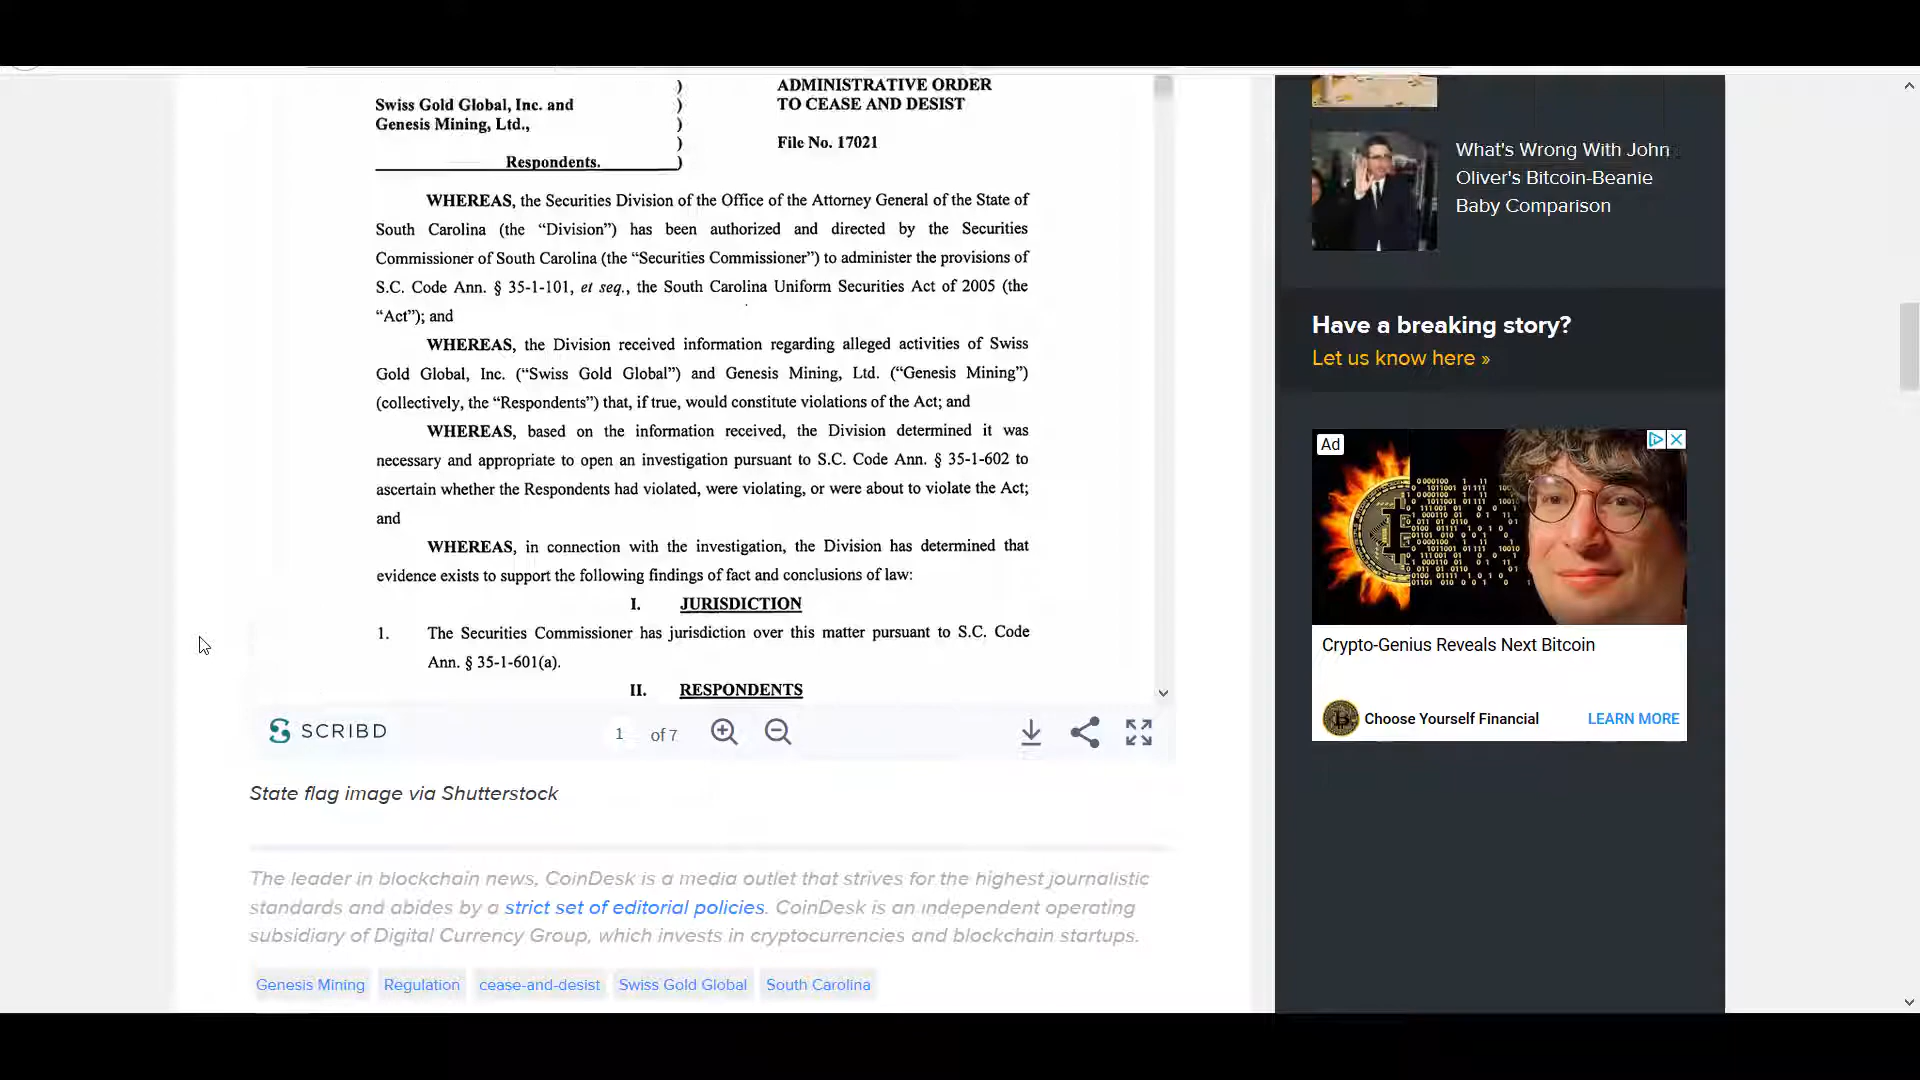 Swiss Gold Global, Inc. and
Genesis Mining, Ltd.,
Respondents.
)
)
)
)
)
ADMINISTRATIVE ORDER
TO CEASE AND DESIST
File No. 17021
WHEREAS, the Securities Division of the Office of the Attorney General of the State of
South Carolina (the “Division”) has been authorized and directed by the Securities
Commissioner of South Carolina (the “Securities Commissioner”) to administer the provisions of
S.C. Code Ann. § 35-1-101, et seq., the South Carolina Uniform Securities Act of 2005 (the
“Act”); and
WHEREAS, the Division received information regarding alleged activities of Swiss
Gold Global, Inc. (“Swiss Gold Global”) and Genesis Mining, Ltd. (“Genesis Mining”)
(collectively, the “Respondents”) that, if true, would constitute violations of the Act; and
WHEREAS, based on the information received, the Division determined it was
necessary and appropriate to open an investigation pursuant to S.C. Code Ann. § 35-1-602 to
ascertain whether the Respondents had violated, were violating, or were about to violate the Act;
and
WHEREAS, in connection with the investigation, the Division has determined that
evidence exists to support the following findings of fact and conclusions of law:
I. JURISDICTION
1. The Securities Commissioner has jurisdiction over this matter pursuant to S.C. Code
Ann. § 35-1-601(a).
II. RESPONDENTS
SCRIBD
1 of 7
State flag image via Shutterstock
The leader in blockchain news, CoinDesk is a media outlet that strives for the highest journalistic
standards and abides by a strict set of editorial policies. CoinDesk is an independent operating
subsidiary of Digital Currency Group, which invests in cryptocurrencies and blockchain startups.
Genesis Mining Regulation cease-and-desist Swiss Gold Global South Carolina
What's Wrong With John
Oliver's Bitcoin-Beanie
Baby Comparison
Have a breaking story?
Let us know here »
Ad
Crypto-Genius Reveals Next Bitcoin
Choose Yourself Financial
LEARN MORE